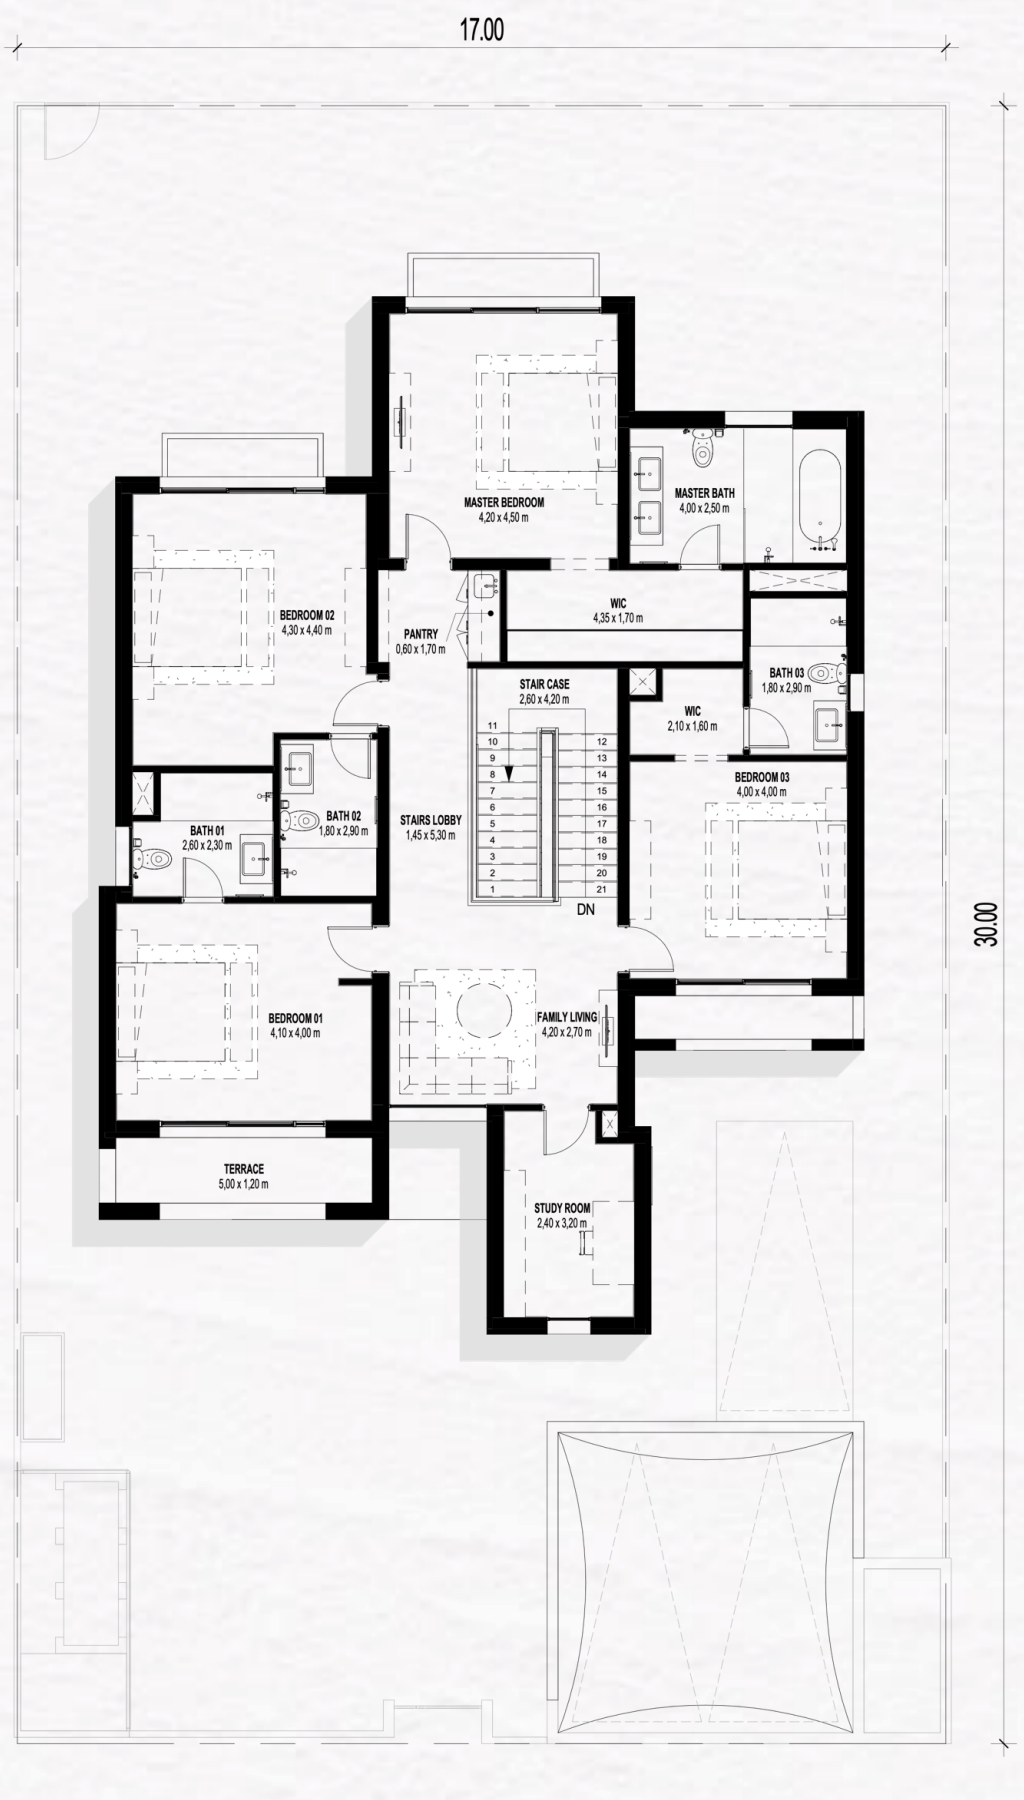 17.00
MASTER BEDROOM
4,20 x 4,50 m
MASTER BATH
4,00 x 2,50 m
BEDROOM 02
4,30 x 4,40 m
PANTRY
0,60 x 1,70 m
WIC
4,35 x 1,70 m
BATH 03
1,80 x 2,90 m
STAIR CASE
2,60 x 4,20 m
WIC
2,10 x 1,60 m
11
10
9
8
7
6
5
4
3
2
1
12
13
14
15
16
17
18
19
20
21
DN
BEDROOM 03
4,00 x 4,00 m
BATH 01
2,60 x 2,30 m
BATH 02
1,80 x 2,90 m
STAIRS LOBBY
1,45 x 5,30 m
30.00
BEDROOM 01
4,10 x 4,00 m
FAMILY LIVING
4,20 x 2,70 m
TERRACE
5,00 x 1,20 m
STUDY ROOM
2,40 x 3,20 m